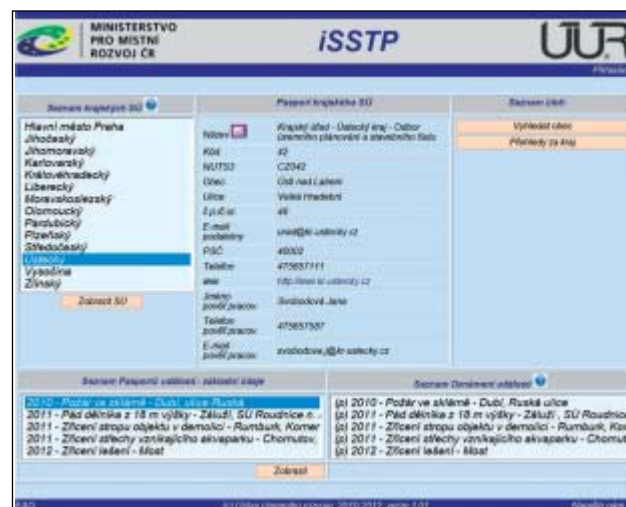 MINISTERSTVO
PRO MÍSTNÍ
ROZVOJ ČR
iSSTP
ÚÚR
Seznam krajských SÚ
Pasport krajského SÚ
Seznam úloh
Hlavní město Praha
Jihočeský
Jihomoravský
Karlovarský
Královéhradecký
Liberecký
Moravskoslezský
Olomoucký
Pardubický
Plzeňský
Středočeský
Ústecký
Vysočina
Zlínský
Zobrazit SÚ
Název
Krajský úřad - Ústecký kraj - Odbor
územního plánování a stavebního řádu
Kód 42
NUTS3 CZ042
Obec Ústí nad Labem
Ulice Velká Hradební
č.p./č.or. 48
E-mail
podatelny
urad@kr-ustecky.cz
PSČ 40002
Telefon 475657111
www http://www.kr-ustecky.cz
Jméno
pověř.pracov. Svobodová Jana
Telefon
pověř.pracov. 475657587
E-mail
pověř.pracov. svobodova.j@kr-ustecky.cz
Vyhledat obec
Přehledy za kraj
Seznam Pasportů událostí - základní údaje
2010 - Požár ve sklárně - Dubí, ulice Ruská
2011 - Pád dělníka z 18 m výšky - Záluží, SÚ Roudnice n.
2011 - Zřícení stropu objektu v demolici - Rumburk, Komer
2011 - Zřícení střechy vznikajícího akvaparku - Chomutov,
2012 - Zřícení lešení - Most
Seznam Oznámení událostí
(p) 2010 - Požár ve sklárně - Dubí, Ruská ulice
(p) 2011 - Pád dělníka z 18 m výšky - Záluží, SÚ Roudnice
(p) 2011 - Zřícení stropu objektu v demolici - Rumburk, Kom
(p) 2011 - Zřícení střechy vznikajícího akvaparku - Chomut
(p) 2012 - Zřícení lešení - Most
Zobrazit